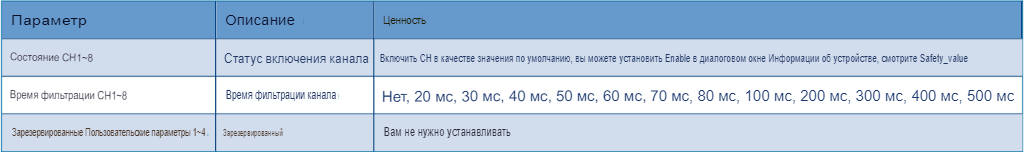 Параметр Описание Ценность
Состояние CH1~8 Статус включения канала Включить CH в качестве значения по умолчанию, вы можете установить Enable в диалоговом окне Информации об устройстве, смотрите Safety_value
Время фильтрации CH1~8 Время фильтрации канала Нет, 20 мс, 30 мс, 40 мс, 50 мс, 60 мс, 70 мс, 80 мс, 100 мс, 200 мс, 300 мс, 400 мс, 500 мс
Зарезервированные Пользовательские параметры 1~4 Зарезервированный Вам не нужно устанавливать